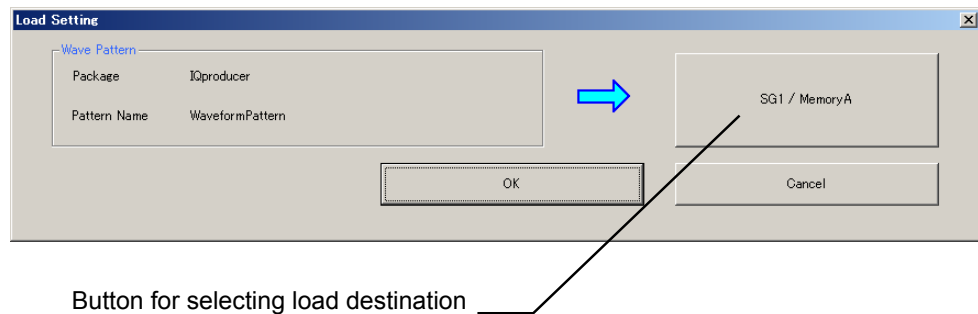 Load Setting
Wave Pattern
Package IQproducer
Pattern Name WaveformPattern
SG1 / MemoryA
OK
Cancel
Button for selecting load destination